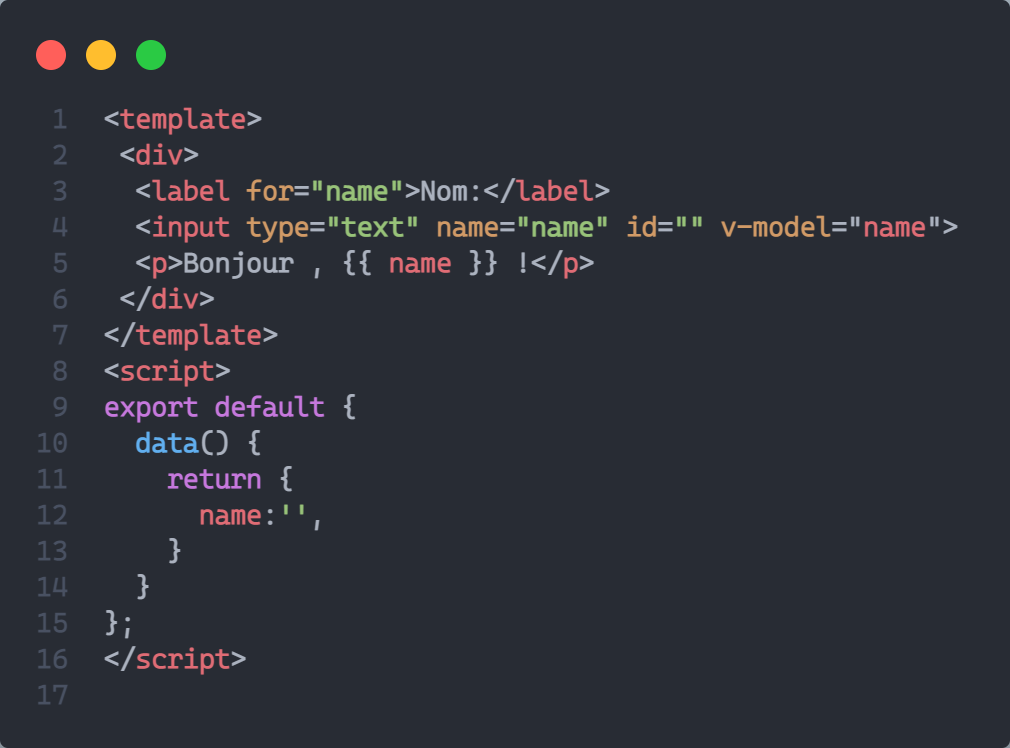 1 <template>
2  <div>
3   <label for="name">Nom:</label>
4   <input type="text" name="name" id="" v-model="name">
5   <p>Bonjour , {{ name }} !</p>
6  </div>
7 </template>
8 <script>
9 export default {
10   data() {
11     return {
12       name:'',
13     }
14   }
15 };
16 </script>
17